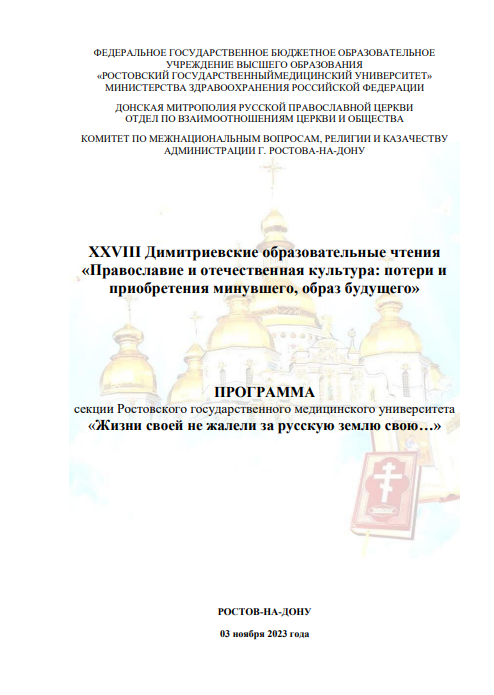 ФЕДЕРАЛЬНОЕ ГОСУДАРСТВЕННОЕ БЮДЖЕТНОЕ ОБРАЗОВАТЕЛЬНОЕ
УЧРЕЖДЕНИЕ ВЫСШЕГО ОБРАЗОВАНИЯ
«РОСТОВСКИЙ ГОСУДАРСТВЕННЫЙМЕДИЦИНСКИЙ УНИВЕРСИТЕТ»
МИНИСТЕРСТВА ЗДРАВООХРАНЕНИЯ РОССИЙСКОЙ ФЕДЕРАЦИИ
ДОНСКАЯ МИТРОПОЛИЯ РУССКОЙ ПРАВОСЛАВНОЙ ЦЕРКВИ
ОТДЕЛ ПО ВЗАИМООТНОШЕНИЯМ ЦЕРКВИ И ОБЩЕСТВА
КОМИТЕТ ПО МЕЖНАЦИОНАЛЬНЫМ ВОПРОСАМ, РЕЛИГИИ И КАЗАЧЕСТВУ
АДМИНИСТРАЦИИ Г. РОСТОВА-НА-ДОНУ
XXVIII Димитриевские образовательные чтения
«Православие и отечественная культура: потери и
приобретения минувшего, образ будущего»
ПРОГРАММА
секции Ростовского государственного медицинского университета
«Жизни своей не жалели за русскую землю свою…»
РОСТОВ-НА-ДОНУ
03 ноября 2023 года